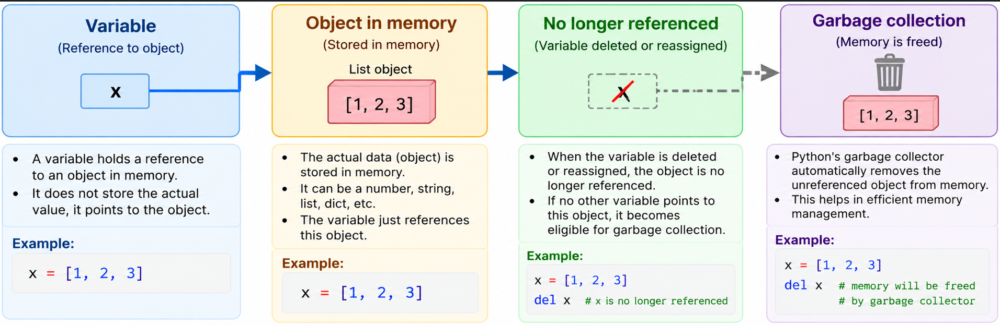 Variable
(Reference to object)
x
• A variable holds a reference
to an object in memory.
• It does not store the actual
value, it points to the object.
Example:
x = [1, 2, 3]
Object in memory
(Stored in memory)
List object
[1, 2, 3]
• The actual data (object) is
stored in memory.
• It can be a number, string,
list, dict, etc.
• The variable just references
this object.
Example:
x = [1, 2, 3]
No longer referenced
(Variable deleted or reassigned)
x
• When the variable is deleted
or reassigned, the object is no
longer referenced.
• If no other variable points to
this object, it becomes
eligible for garbage collection.
Example:
x = [1, 2, 3]
del x # x is no longer referenced
Garbage collection
(Memory is freed)
[1, 2, 3]
• Python's garbage collector
automatically removes the
unreferenced object from memory.
• This helps in efficient memory
management.
Example:
x = [1, 2, 3]
del x # memory will be freed
# by garbage collector